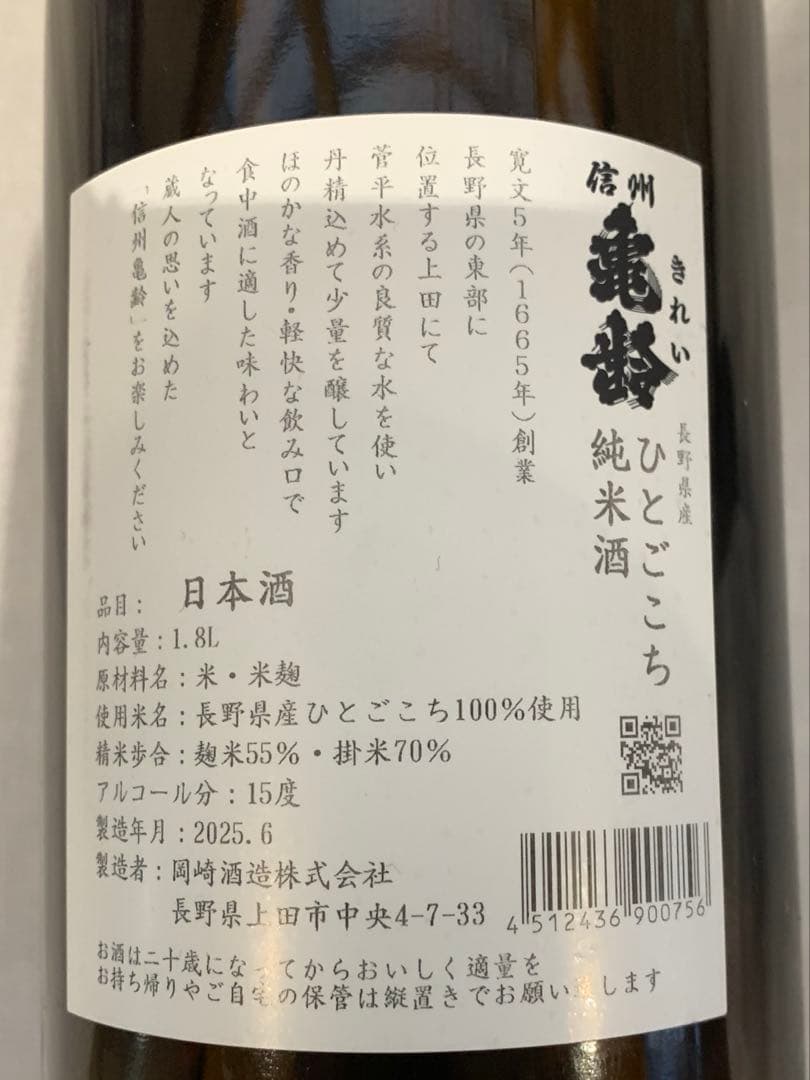 信州
亀齢
きれい
長野県産
ひとごこち
純米酒
寛文5年(1665年)創業
長野県の東部に
位置する上田にて
菅平水系の良質な水を使い
丹精込めて少量を醸しています
ほのかな香り・軽快な飲み口で
食中酒に適した味わいと
なっています
蔵人の思いを込めた
「信州亀齢」をお楽しみください
品目: 日本酒
内容量:1.8L
原材料名:米・米麹
使用米名:長野県産ひとごこち100%使用
精米歩合:麹米55%・掛米70%
アルコール分:15度
製造年月:2025.6
製造者:岡崎酒造株式会社
長野県上田市中央4-7-33
4512436900756
お酒は二十歳になってからおいしく適量を
お持ち帰りやご自宅の保管は縦置きでお願い致します